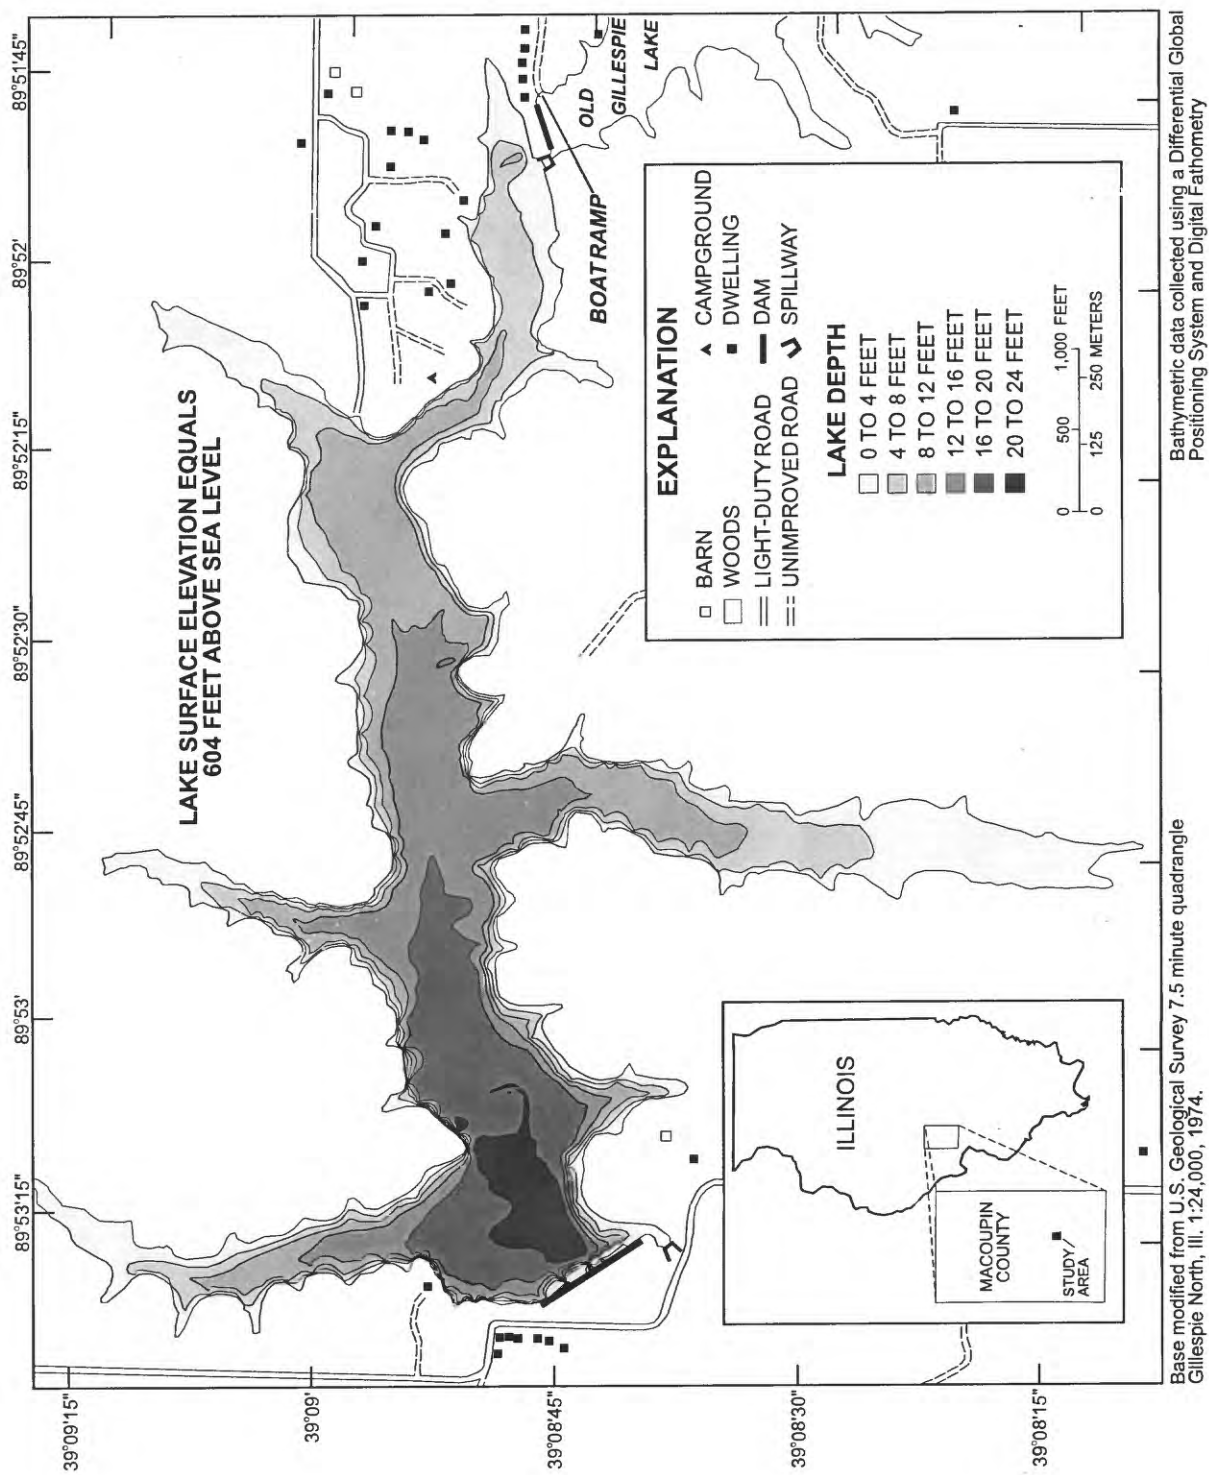 89°53'15"
89°53'
89°52'45"
89°52'30"
89°52'15"
89°52'
89°51'45"
39°09'15"
39°09'
39°08'45"
39°08'30"
39°08'15"
LAKE SURFACE ELEVATION EQUALS
604 FEET ABOVE SEA LEVEL
BOAT RAMP
OLD
GILLESPIE
LAKE
EXPLANATION
BARN
WOODS
LIGHT-DUTY ROAD
UNIMPROVED ROAD
CAMPGROUND
DWELLING
DAM
SPILLWAY
LAKE DEPTH
0 TO 4 FEET
4 TO 8 FEET
8 TO 12 FEET
12 TO 16 FEET
16 TO 20 FEET
20 TO 24 FEET
0 500 1,000 FEET
0 125 250 METERS
ILLINOIS
MACOUPIN
COUNTY
STUDY
AREA
Base modified from U.S. Geological Survey 7.5 minute quadrangle
Gillespie North, Ill. 1:24,000, 1974.
Bathymetric data collected using a Differential Global
Positioning System and Digital Fathometry